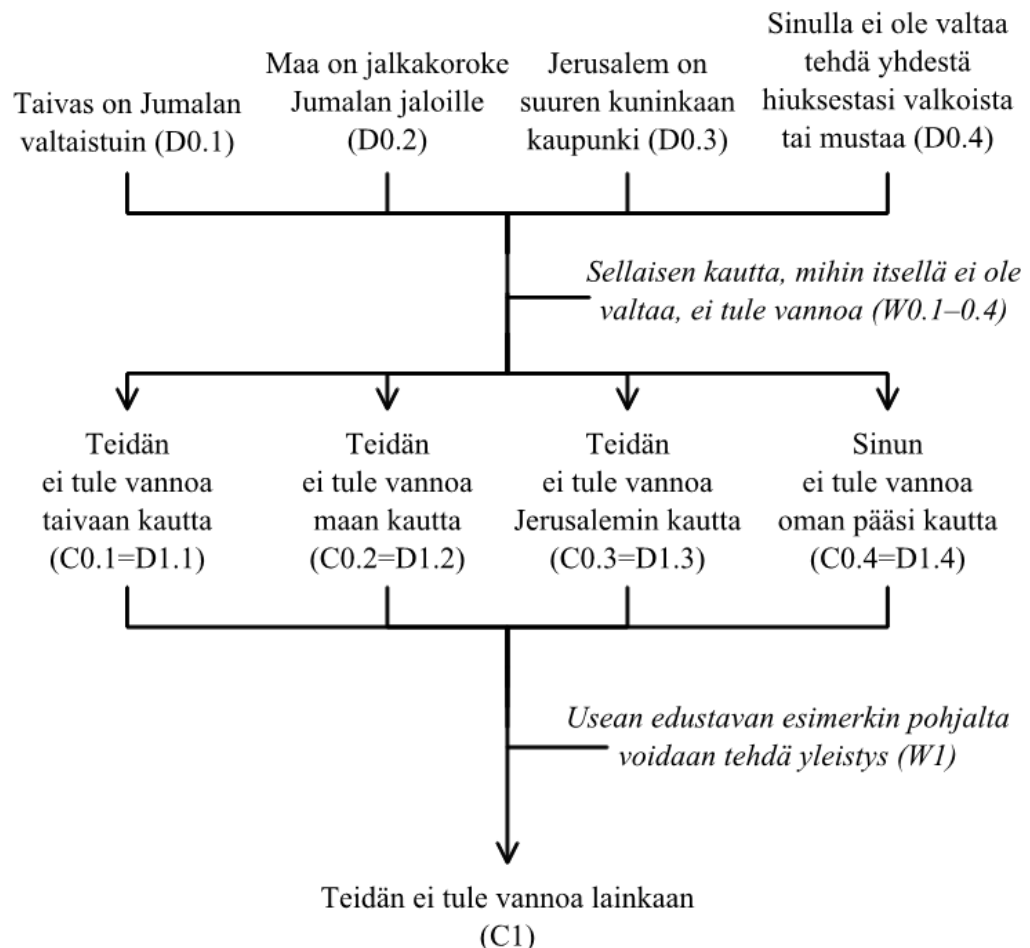 Taivas on Jumalan
valtaistuin (D0.1)
Maa on jalkakoroke
Jumalan jaloille
(D0.2)
Jerusalem on
suuren kuninkaan
kaupunki (D0.3)
Sinulla ei ole valtaa
tehdä yhdestä
hiuksestasi valkoista
tai mustaa (D0.4)
Sellaisen kautta, mihin itsellä ei ole
valtaa, ei tule vannoa (W0.1–0.4)
Teidän
ei tule vannoa
taivaan kautta
(C0.1=D1.1)
Teidän
ei tule vannoa
maan kautta
(C0.2=D1.2)
Teidän
ei tule vannoa
Jerusalemin kautta
(C0.3=D1.3)
Sinun
ei tule vannoa
oman pääsi kautta
(C0.4=D1.4)
Usean edustavan esimerkin pohjalta
voidaan tehdä yleistys (W1)
Teidän ei tule vannoa lainkaan
(C1)